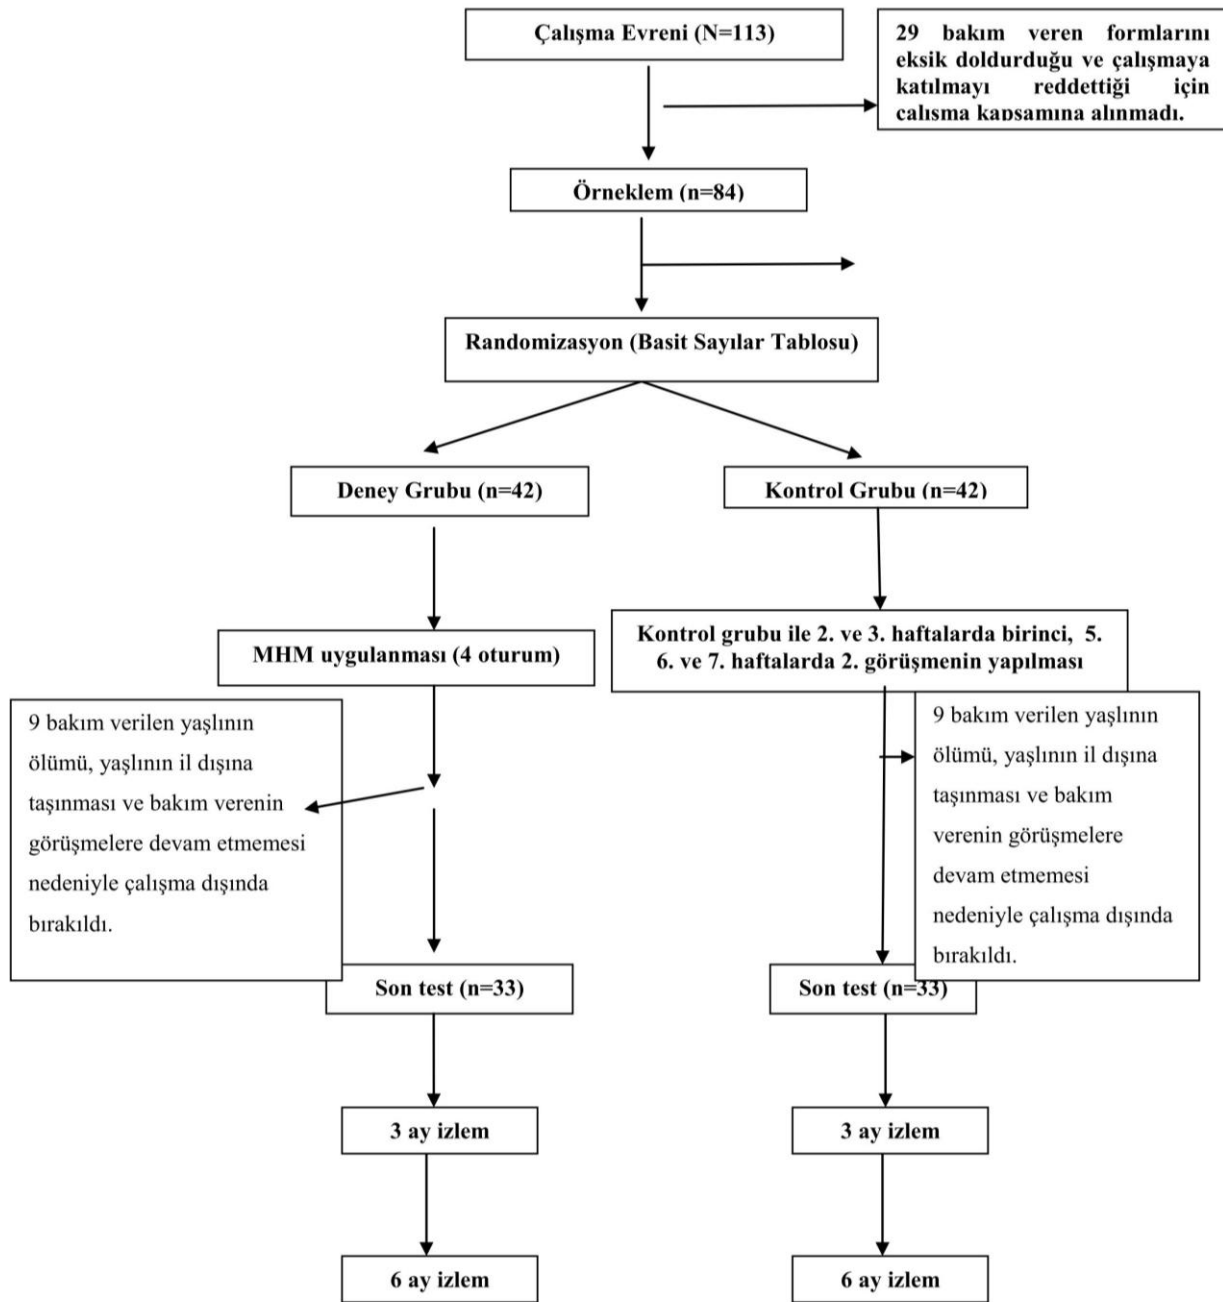 Çalışma Evreni (N=113)
29 bakım veren formlarını
eksik doldurduğu ve çalışmaya
katılmayı reddettiği için
çalışma kapsamına alınmadı.
Örneklem (n=84)
Randomizasyon (Basit Sayılar Tablosu)
Deney Grubu (n=42)
Kontrol Grubu (n=42)
MHM uygulanması (4 oturum)
Kontrol grubu ile 2. ve 3. haftalarda birinci, 5.
6. ve 7. haftalarda 2. görüşmenin yapılması
9 bakım verilen yaşlının
ölümü, yaşlının il dışına
taşınması ve bakım verenin
görüşmelere devam etmemesi
nedeniyle çalışma dışında
bırakıldı.
9 bakım verilen yaşlının
ölümü, yaşlının il dışına
taşınması ve bakım
verenin görüşmelere
devam etmemesi
nedeniyle çalışma dışında
bırakıldı.
Son test (n=33)
Son test (n=33)
3 ay izlem
3 ay izlem
6 ay izlem
6 ay izlem